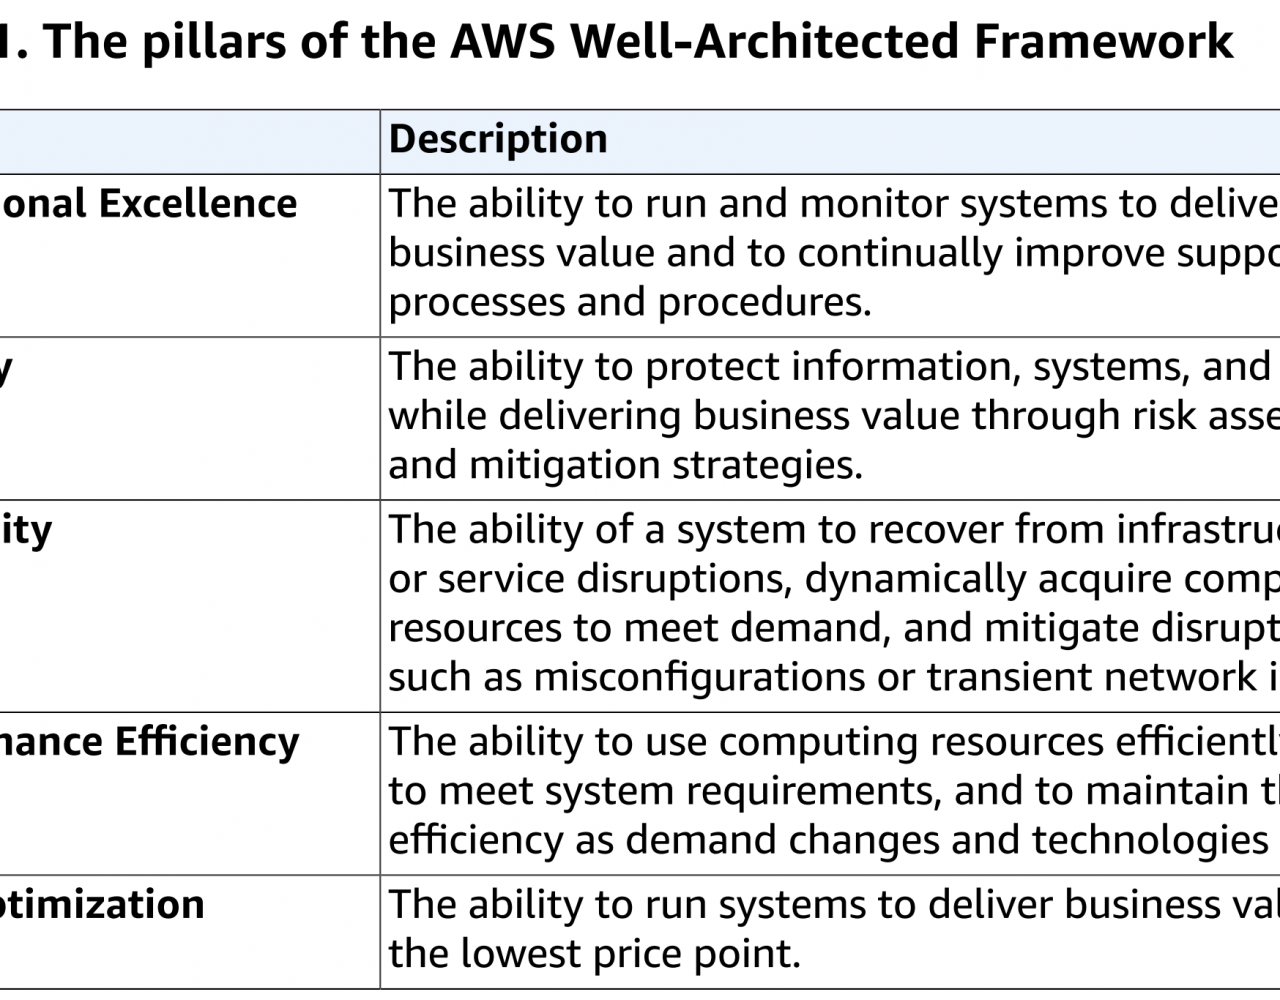 1. The pillars of the AWS Well-Architected Framework
Description
onal Excellence
The ability to run and monitor systems to delive
business value and to continually improve suppo
processes and procedures.
y
The ability to protect information, systems, and
while delivering business value through risk asse
and mitigation strategies.
ity
The ability of a system to recover from infrastruc
or service disruptions, dynamically acquire comp
resources to meet demand, and mitigate disrupt
such as misconfigurations or transient network i
nance Efficiency
The ability to use computing resources efficiently
to meet system requirements, and to maintain th
efficiency as demand changes and technologies
ptimization
The ability to run systems to deliver business val
the lowest price point.